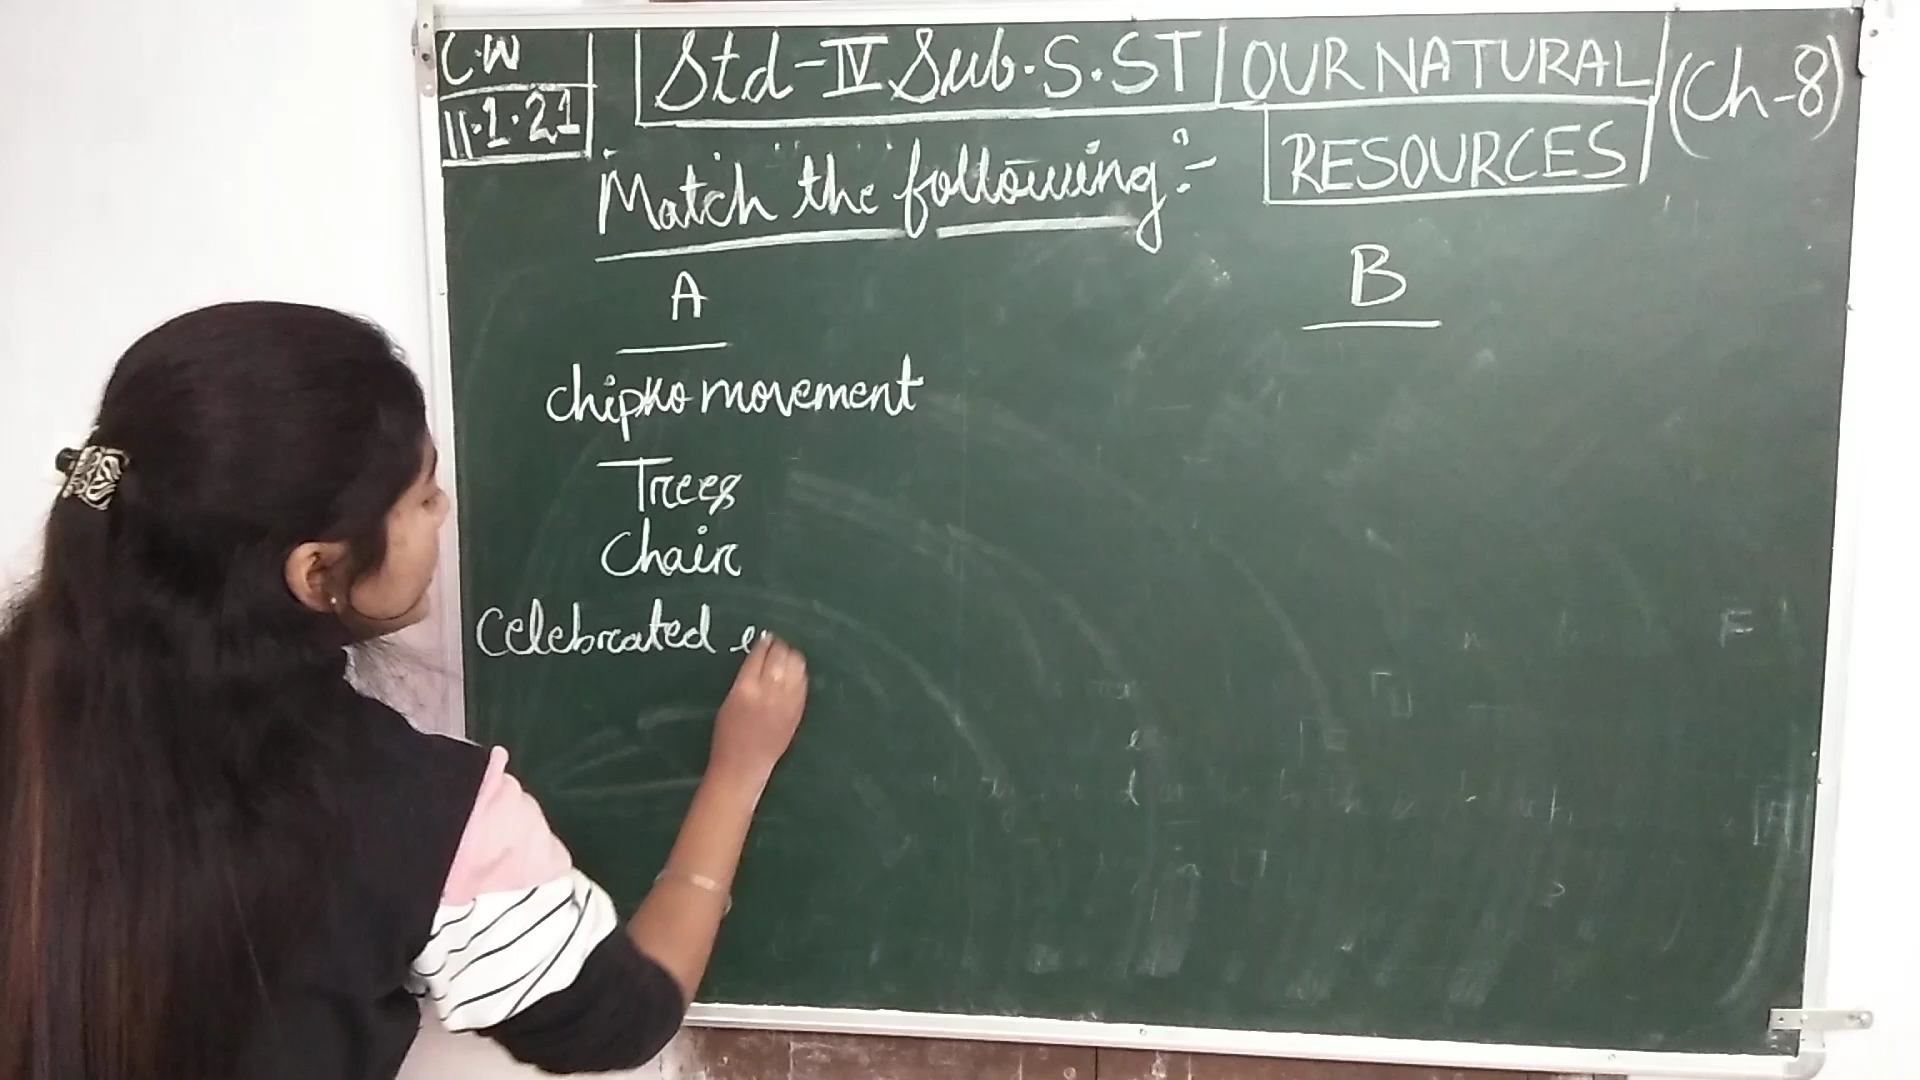 C.W
11.1.21
Std-IV Sub.S.ST
OUR NATURAL
RESOURCES
(Ch-8)
Match the following:-
A
B
chipko movement
Trees
Chair
Celebrated